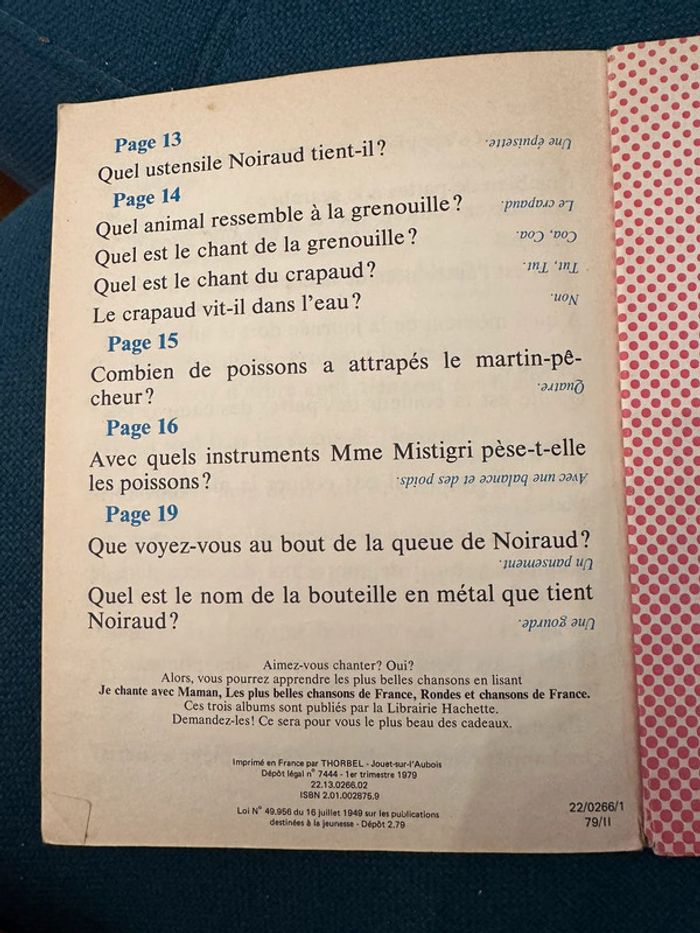 Page 13
Quel ustensile Noiraud tient-il?
Une épuisette.
Page 14
Quel animal ressemble à la grenouille?
Le crapaud.
Quel est le chant de la grenouille?
Coa, Coa.
Quel est le chant du crapaud?
Tut, Tut.
Le crapaud vit-il dans l'eau?
Non.
Page 15
Combien de poissons a attrapés le martin-pê-
cheur?
Quatre.
Page 16
Avec quels instruments Mme Mistigri pèse-t-elle
les poissons?
Avec une balance et des poids.
Page 19
Que voyez-vous au bout de la queue de Noiraud?
Un pansement.
Quel est le nom de la bouteille en métal que tient
Noiraud?
Une gourde.
Aimez-vous chanter? Oui?
Alors, vous pourrez apprendre les plus belles chansons en lisant
Je chante avec Maman, Les plus belles chansons de France, Rondes et chansons de France.
Ces trois albums sont publiés par la Librairie Hachette.
Demandez-les! Ce sera pour vous le plus beau des cadeaux.
Imprimé en France par THORBEL - Jouet-sur-l'Aubois
Dépôt légal n° 7444 - 1er trimestre 1979
22.13.0266.02
ISBN 2.01.002875.9
Loi N° 49.956 du 16 juillet 1949 sur les publications
destinées à la jeunesse - Dépôt 2.79
22/0266/1
79/II